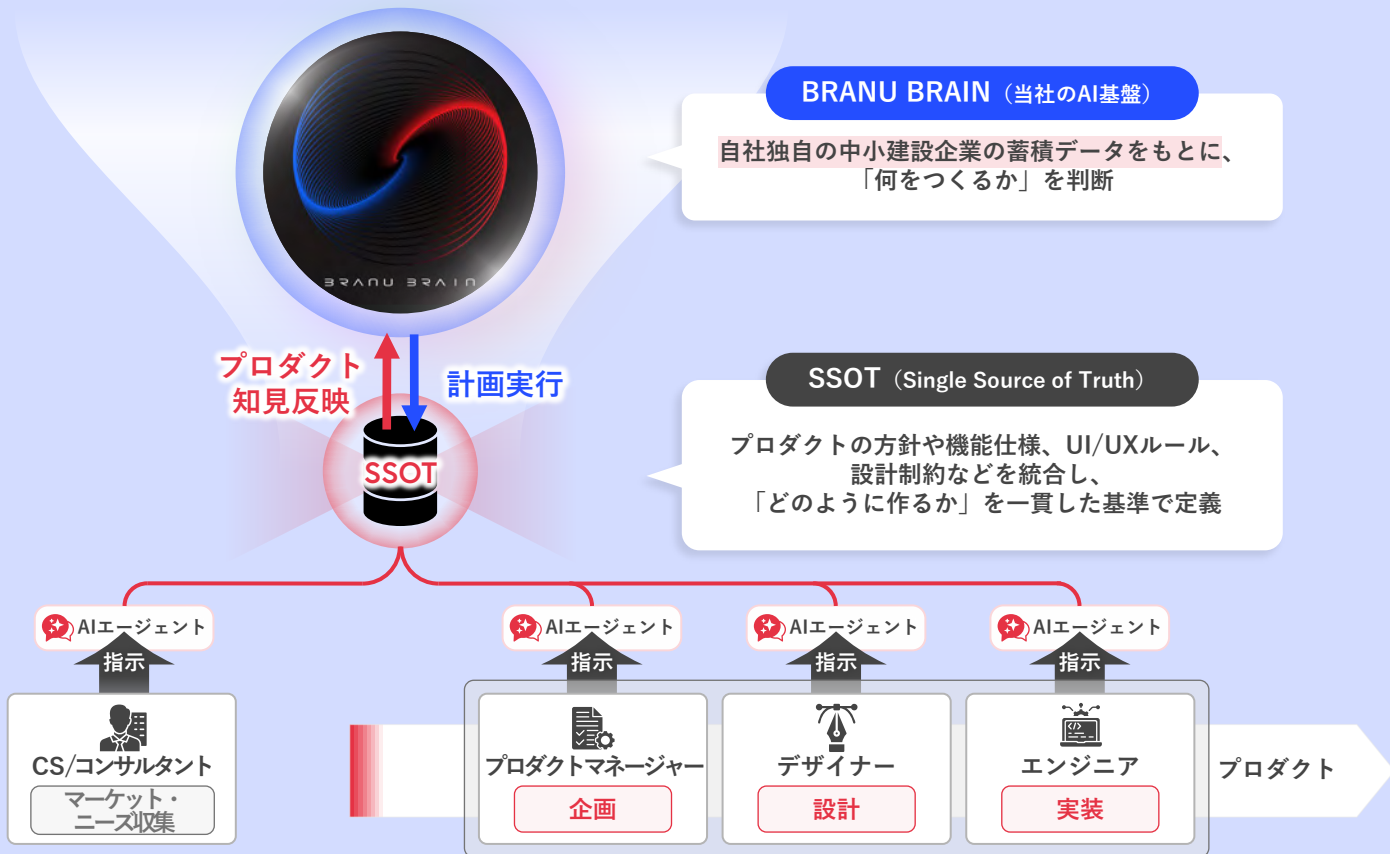 BRANU BRAIN（当社のAI基盤）
自社独自の中小建設企業の蓄積データをもとに、
「何をつくるか」を判断
BRANU BRAIN
プロダクト
知見反映
計画実行
SSOT（Single Source of Truth）
プロダクトの方針や機能仕様、UI/UXルール、
設計制約などを統合し、
「どのように作るか」を一貫した基準で定義
SSOT
AIエージェント
AIエージェント
AIエージェント
AIエージェント
指示
指示
指示
指示
CS/コンサルタント
マーケット・
ニーズ収集
プロダクトマネージャー
企画
デザイナー
設計
エンジニア
実装
プロダクト